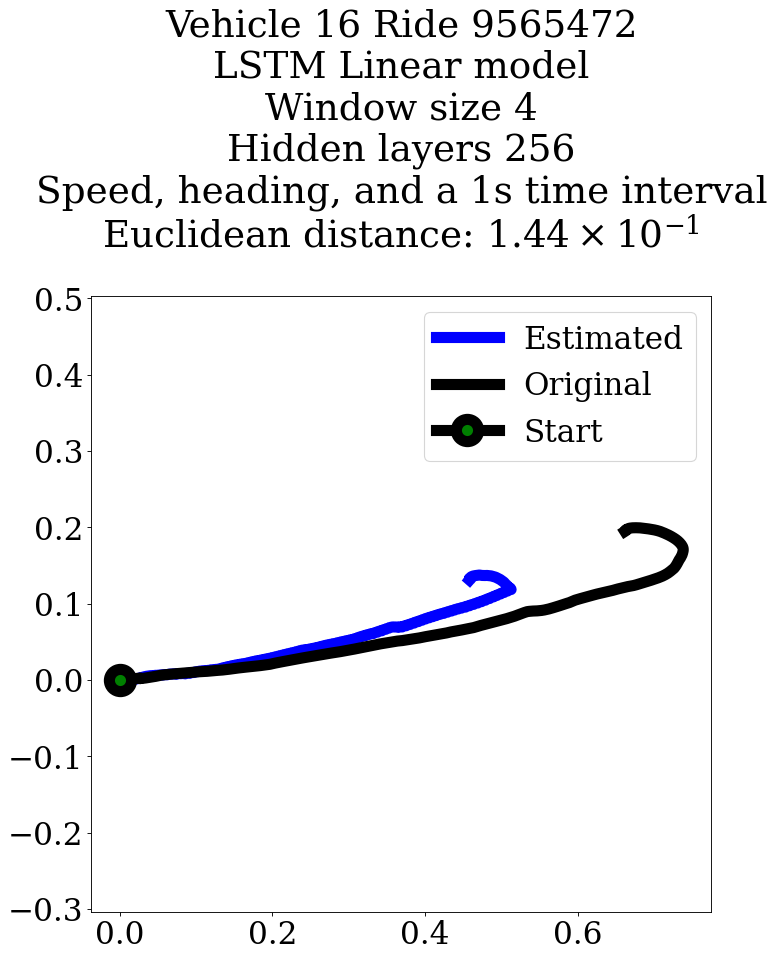 Vehicle 16 Ride 9565472
LSTM Linear model
Window size 4
Hidden layers 256
Speed, heading, and a 1s time interval
Euclidean distance: 1.44 × 10⁻¹
Estimated
Original
Start
0.5
0.4
0.3
0.2
0.1
0.0
−0.1
−0.2
−0.3
0.0 0.2 0.4 0.6